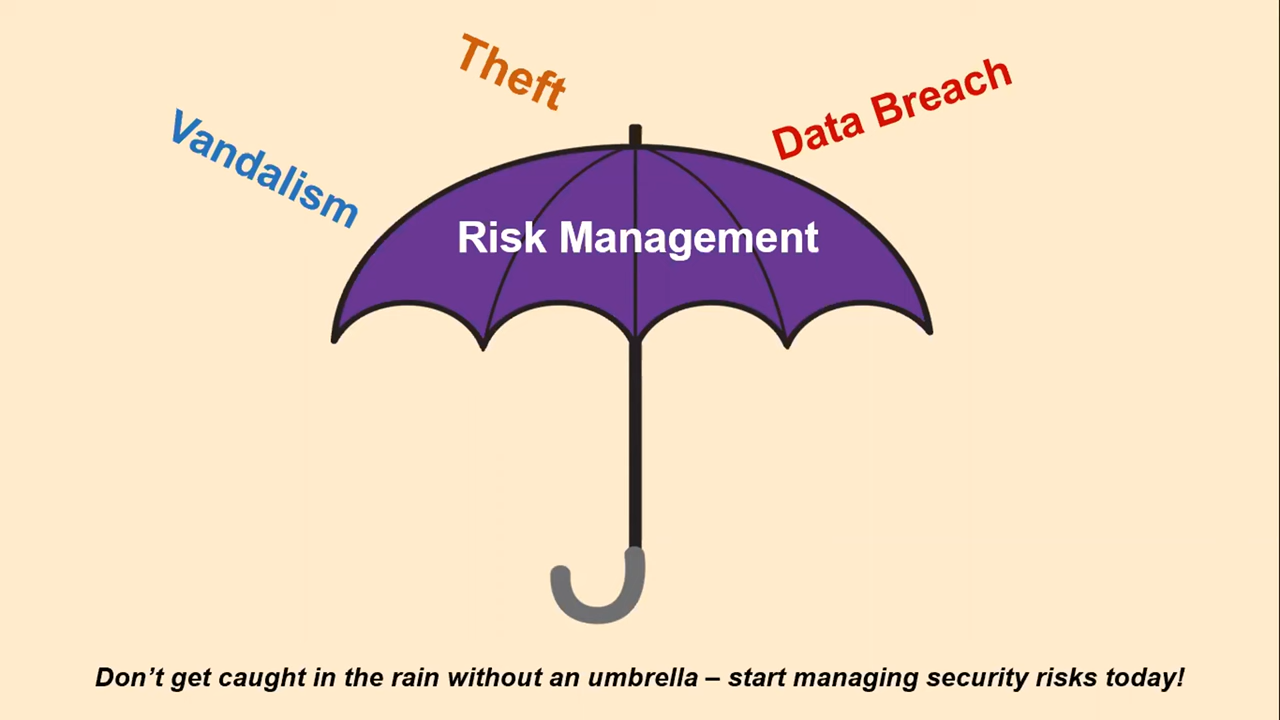 Theft
Data Breach
Vandalism
Risk Management
Don’t get caught in the rain without an umbrella – start managing security risks today!